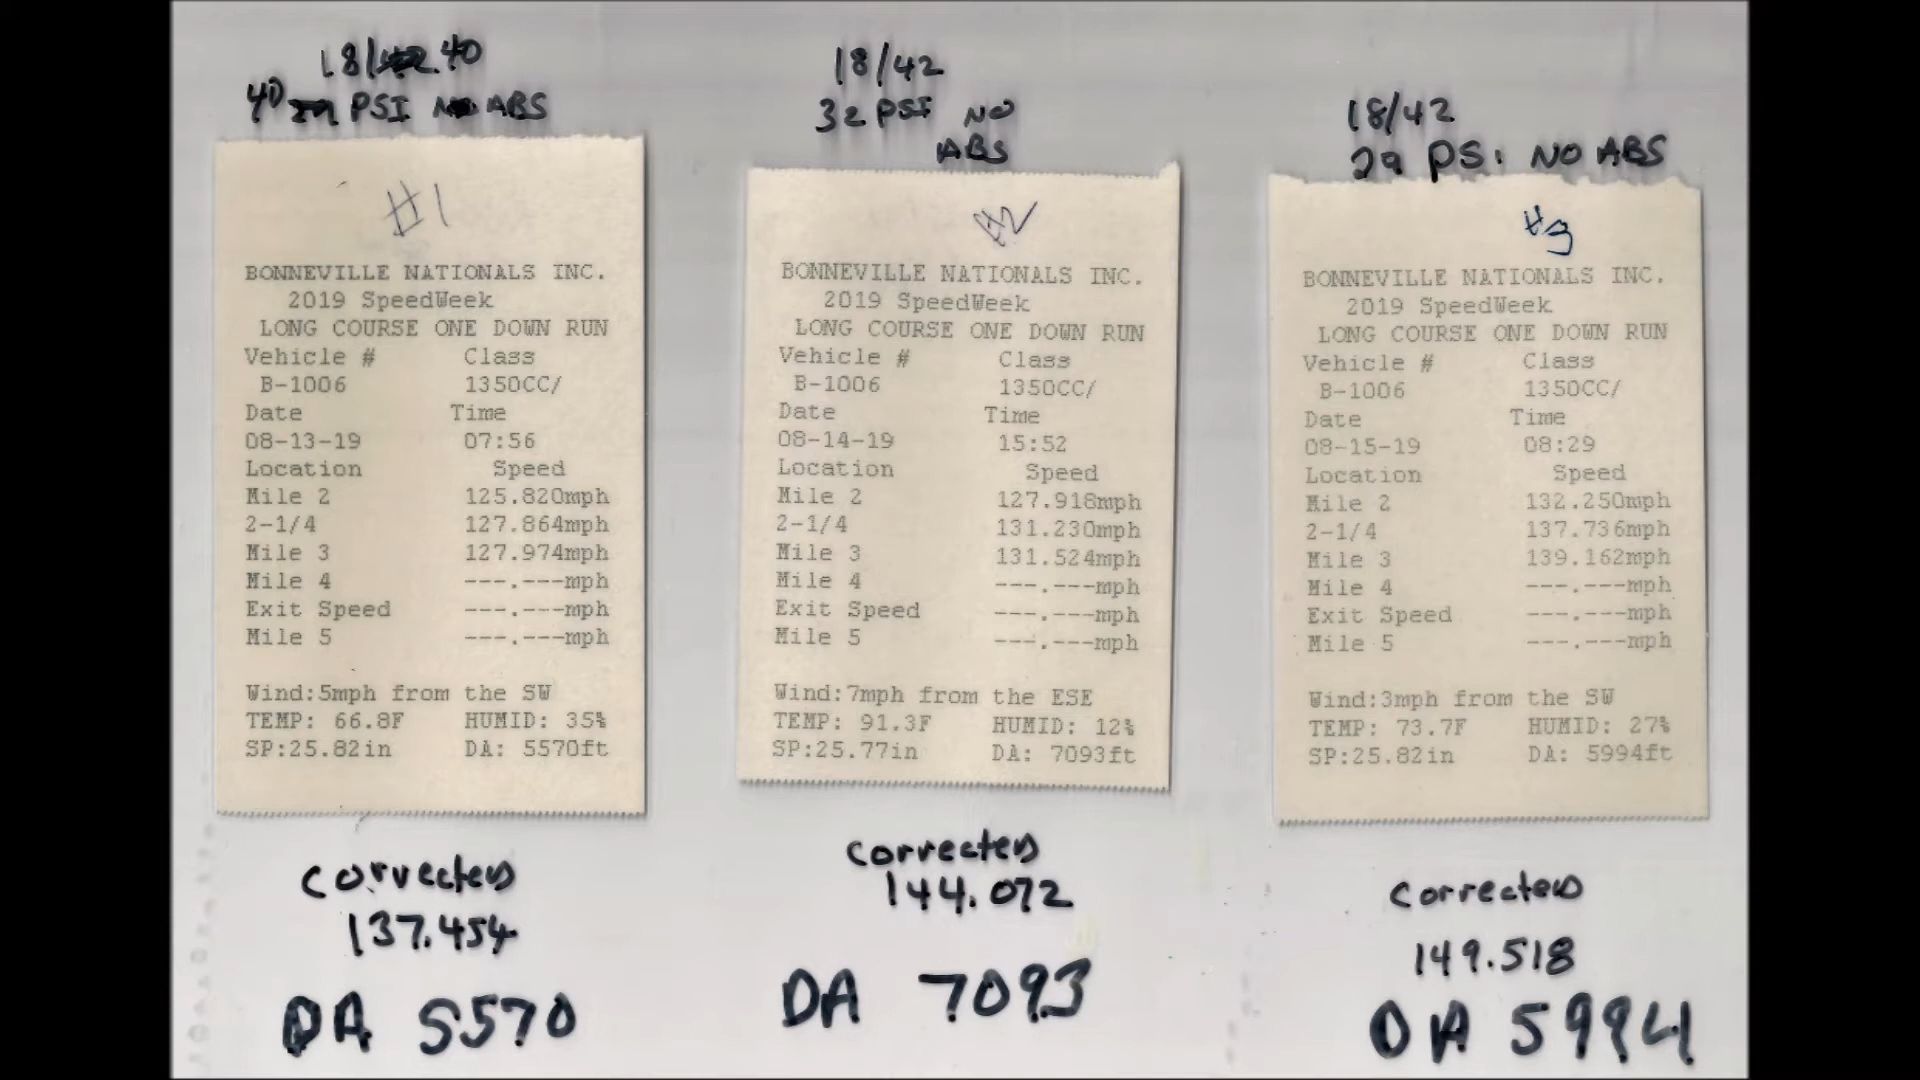 18/42 40
40 PSI NO ABS
#1
BONNEVILLE NATIONALS INC.
2019 SpeedWeek
LONG COURSE ONE DOWN RUN
Vehicle # Class
B-1006 1350CC/
Date Time
08-13-19 07:56
Location Speed
Mile 2 125.820mph
2-1/4 127.864mph
Mile 3 127.974mph
Mile 4 ---.---mph
Exit Speed ---.---mph
Mile 5 ---.---mph
Wind:5mph from the SW
TEMP: 66.8F HUMID: 35%
SP:25.82in DA: 5570ft
Corrected
137.454
DA 5570
18/42
32 PSI NO
ABS
#2
BONNEVILLE NATIONALS INC.
2019 SpeedWeek
LONG COURSE ONE DOWN RUN
Vehicle # Class
B-1006 1350CC/
Date Time
08-14-19 15:52
Location Speed
Mile 2 127.918mph
2-1/4 131.230mph
Mile 3 131.524mph
Mile 4 ---.---mph
Exit Speed ---.---mph
Mile 5 ---.---mph
Wind:7mph from the ESE
TEMP: 91.3F HUMID: 12%
SP:25.77in DA: 7093ft
Corrected
144.072
DA 7093
18/42
29 PSI NO ABS
#3
BONNEVILLE NATIONALS INC.
2019 SpeedWeek
LONG COURSE ONE DOWN RUN
Vehicle # Class
B-1006 1350CC/
Date Time
08-15-19 08:29
Location Speed
Mile 2 132.250mph
2-1/4 137.736mph
Mile 3 139.162mph
Mile 4 ---.---mph
Exit Speed ---.---mph
Mile 5 ---.---mph
Wind:3mph from the SW
TEMP: 73.7F HUMID: 27%
SP:25.82in DA: 5994ft
Corrected
149.518
DA 5994